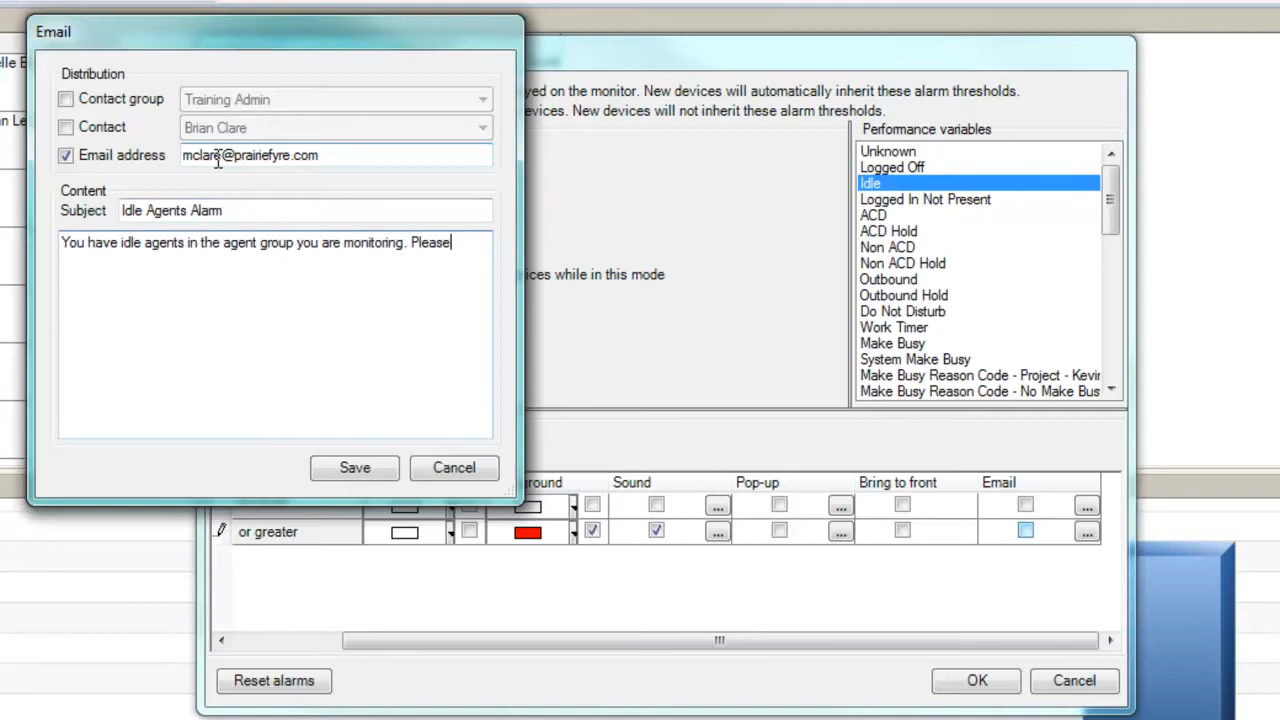 Email
Distribution
Contact group Training Admin
Contact Brian Clare
Email address mclare@prairiefyre.com
Content
Subject Idle Agents Alarm
You have idle agents in the agent group you are monitoring. Please
Save Cancel
yed on the monitor. New devices will automatically inherit these alarm thresholds.
evices. New devices will not inherit these alarm thresholds.
Performance variables
Unknown
Logged Off
Idle
Logged In Not Present
ACD
ACD Hold
Non ACD
Non ACD Hold
Outbound
Outbound Hold
Do Not Disturb
Work Timer
Make Busy
System Make Busy
Make Busy Reason Code - Project - Kevir
Make Busy Reason Code - No Make Bus
ices while in this mode
ound Sound Pop-up Bring to front Email
... ... ...
or greater ... ... ...
Reset alarms OK Cancel